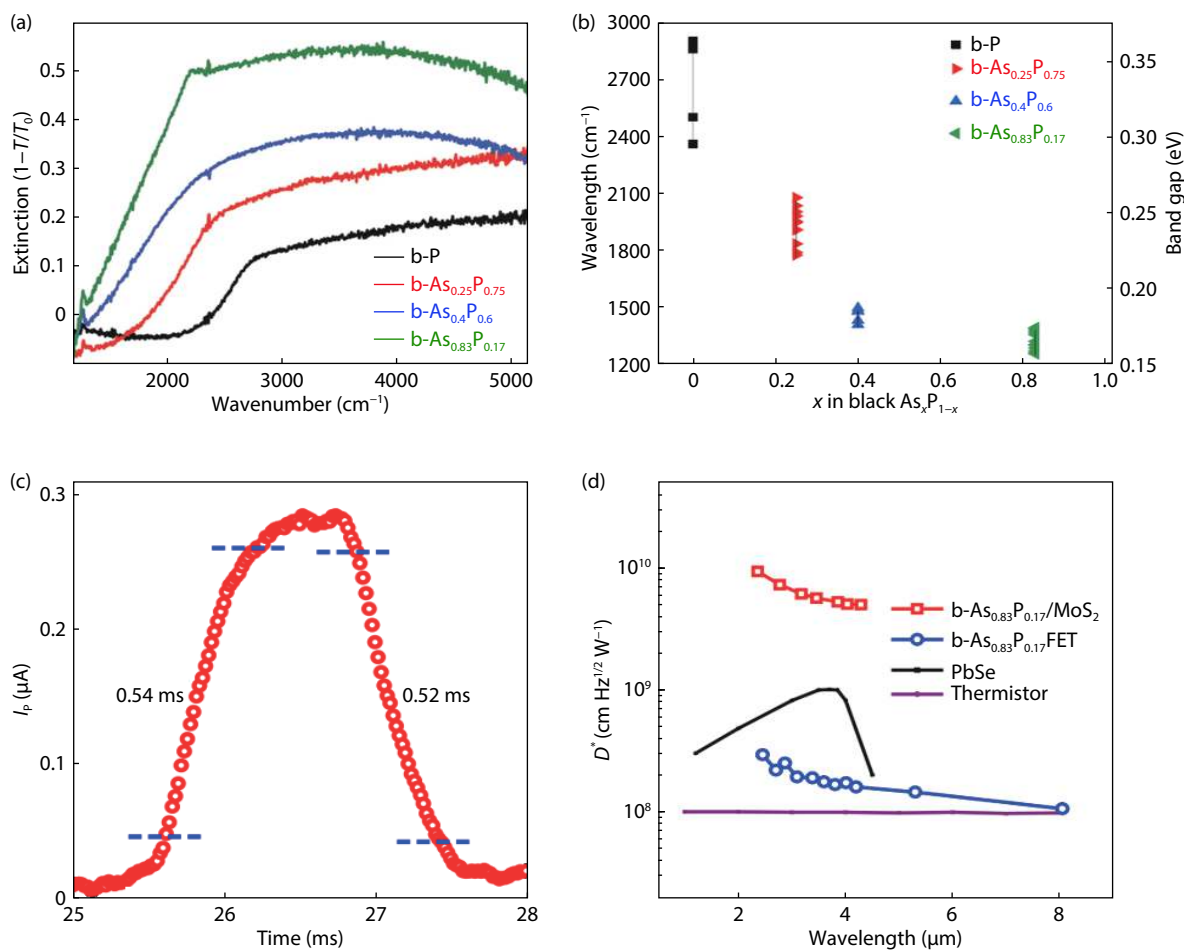 (a)
Extinction (1−T/T₀)
0.5
0.4
0.3
0.2
0.1
0
b-P
b-As₀.₂₅P₀.₇₅
b-As₀.₄P₀.₆
b-As₀.₈₃P₀.₁₇
2000 3000 4000 5000
Wavenumber (cm⁻¹)
(b)
Wavelength (cm⁻¹)
3000
2700
2400
2100
1800
1500
1200
b-P
b-As₀.₂₅P₀.₇₅
b-As₀.₄P₀.₆
b-As₀.₈₃P₀.₁₇
0.35
0.30
0.25
0.20
0.15
Band gap (eV)
0 0.2 0.4 0.6 0.8 1.0
x in black AsₓP₁₋ₓ
(c)
Iₚ (μA)
0.3
0.2
0.1
0
0.54 ms
0.52 ms
25 26 27 28
Time (ms)
(d)
D* (cm Hz¹ᐟ² W⁻¹)
10¹⁰
10⁹
10⁸
b-As₀.₈₃P₀.₁₇/MoS₂
b-As₀.₈₃P₀.₁₇FET
PbSe
Thermistor
2 4 6 8
Wavelength (μm)